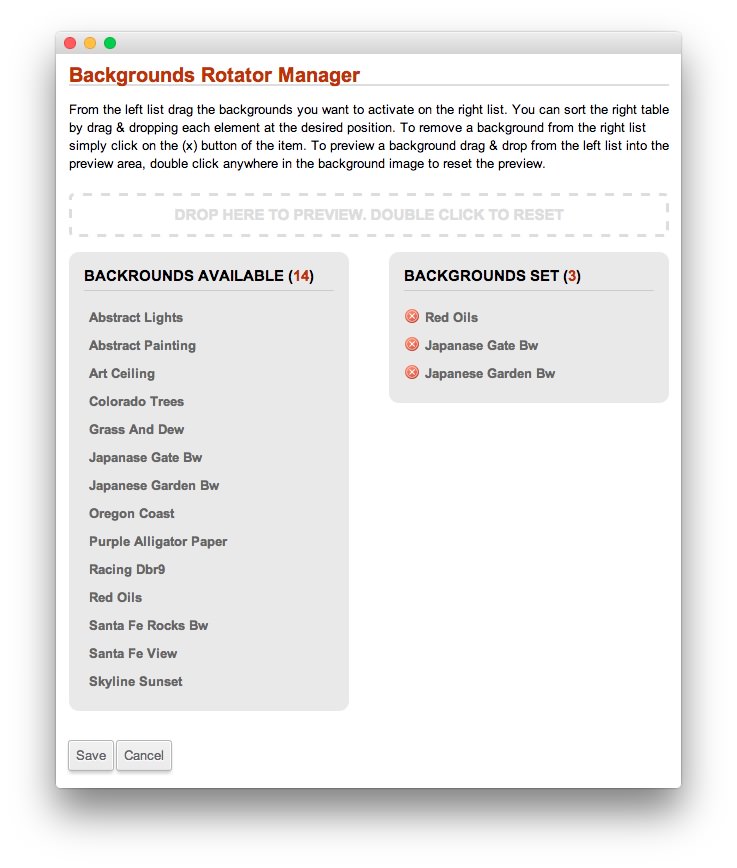 Backgrounds Rotator Manager
From the left list drag the backgrounds you want to activate on the right list. You can sort the right table
by drag & dropping each element at the desired position. To remove a background from the right list
simply click on the (x) button of the item. To preview a background drag & drop from the left list into the
preview area, double click anywhere in the background image to reset the preview.
DROP HERE TO PREVIEW. DOUBLE CLICK TO RESET
BACKROUNDS AVAILABLE (14)
Abstract Lights
Abstract Painting
Art Ceiling
Colorado Trees
Grass And Dew
Japanase Gate Bw
Japanese Garden Bw
Oregon Coast
Purple Alligator Paper
Racing Dbr9
Red Oils
Santa Fe Rocks Bw
Santa Fe View
Skyline Sunset
BACKGROUNDS SET (3)
Red Oils
Japanase Gate Bw
Japanese Garden Bw
Save
Cancel